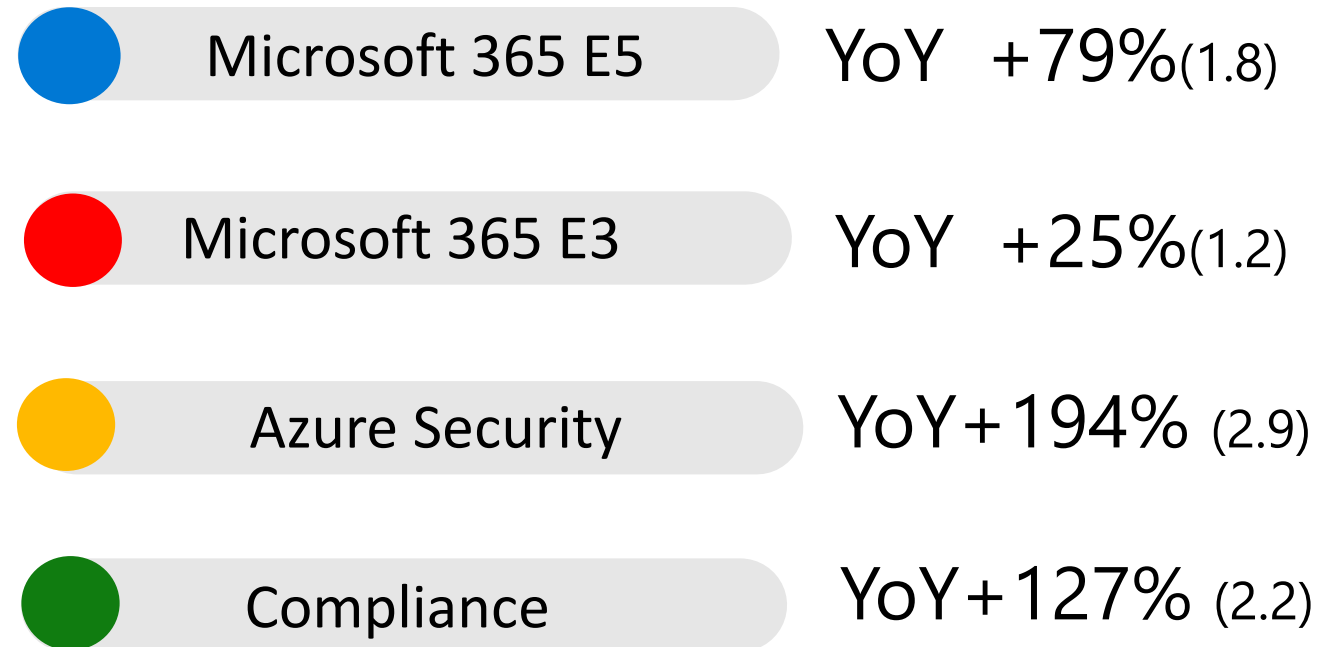 Microsoft 365 E5 YoY +79%(1.8)
Microsoft 365 E3 YoY +25%(1.2)
Azure Security YoY+194% (2.9)
Compliance YoY+127% (2.2)